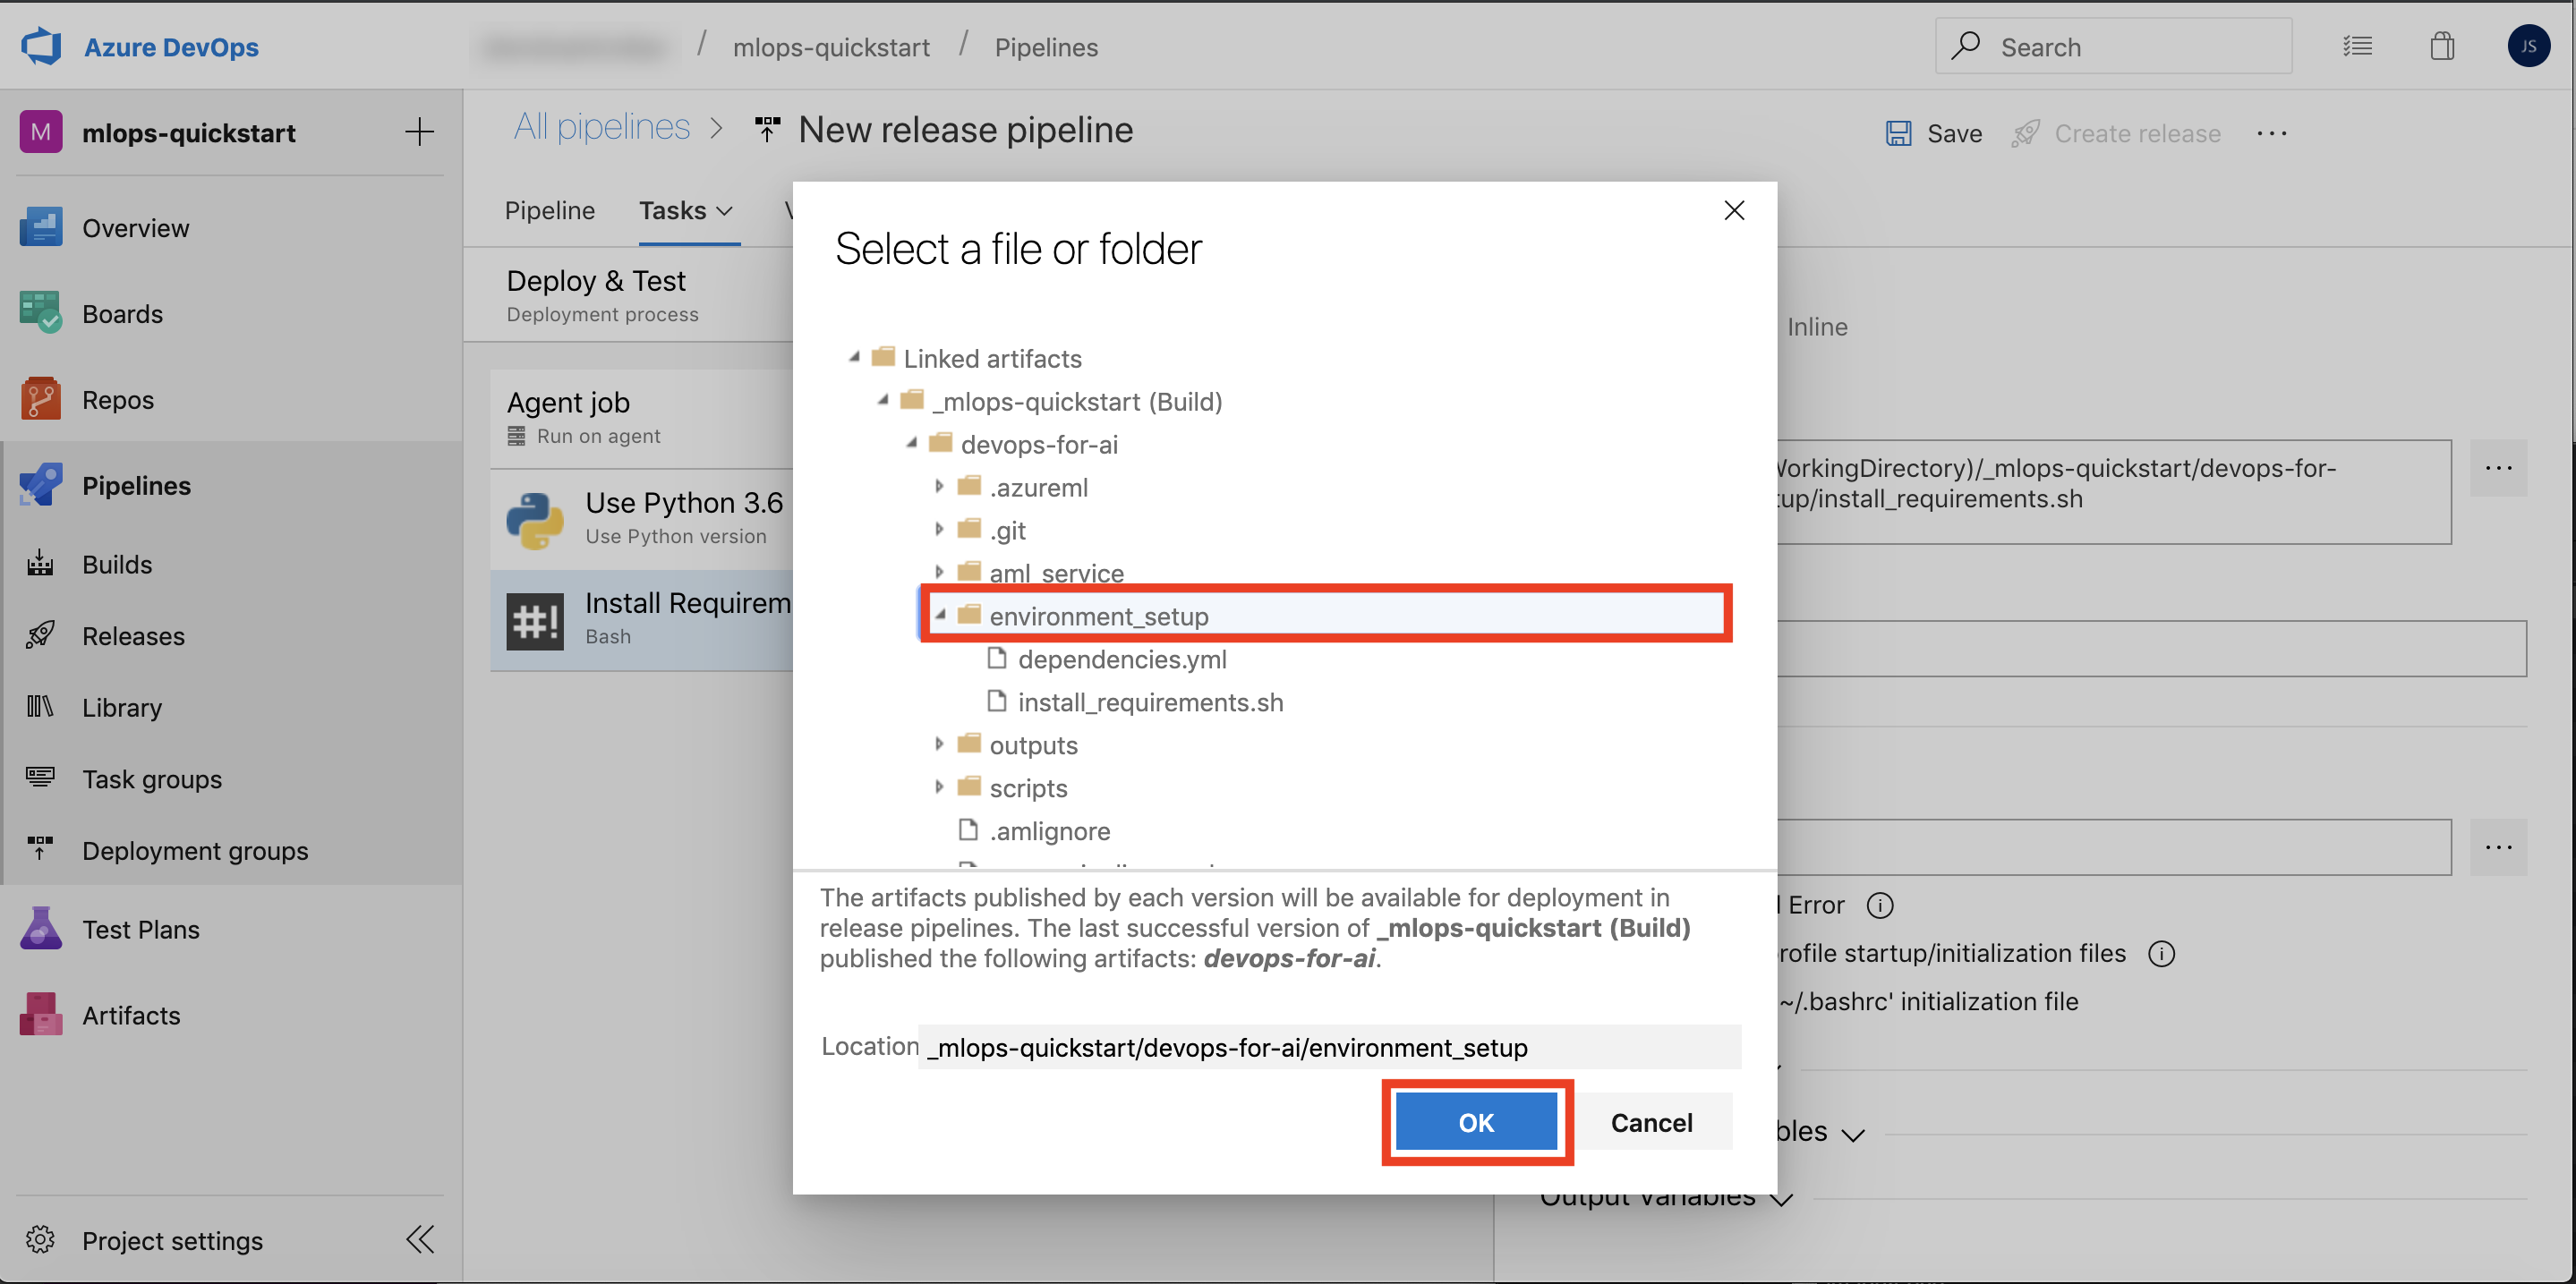 Azure DevOps
/ mlops-quickstart / Pipelines
Search
JS
M mlops-quickstart
Overview
Boards
Repos
Pipelines
Builds
Releases
Library
Task groups
Deployment groups
Test Plans
Artifacts
Project settings
All pipelines > New release pipeline
Save
Create release
...
Pipeline
Tasks
Deploy & Test
Deployment process
Agent job
Run on agent
Use Python 3.6
Use Python version
#!
Install Requirem
Bash
Select a file or folder
Linked artifacts
_mlops-quickstart (Build)
devops-for-ai
.azureml
.git
aml_service
environment_setup
dependencies.yml
install_requirements.sh
outputs
scripts
.amlignore
The artifacts published by each version will be available for deployment in
release pipelines. The last successful version of _mlops-quickstart (Build)
published the following artifacts: devops-for-ai.
Location _mlops-quickstart/devops-for-ai/environment_setup
OK
Cancel
Inline
WorkingDirectory)/_mlops-quickstart/devops-for-
tup/install_requirements.sh
...
...
Error
rofile startup/initialization files
~/.bashrc' initialization file
bles
Output Variables